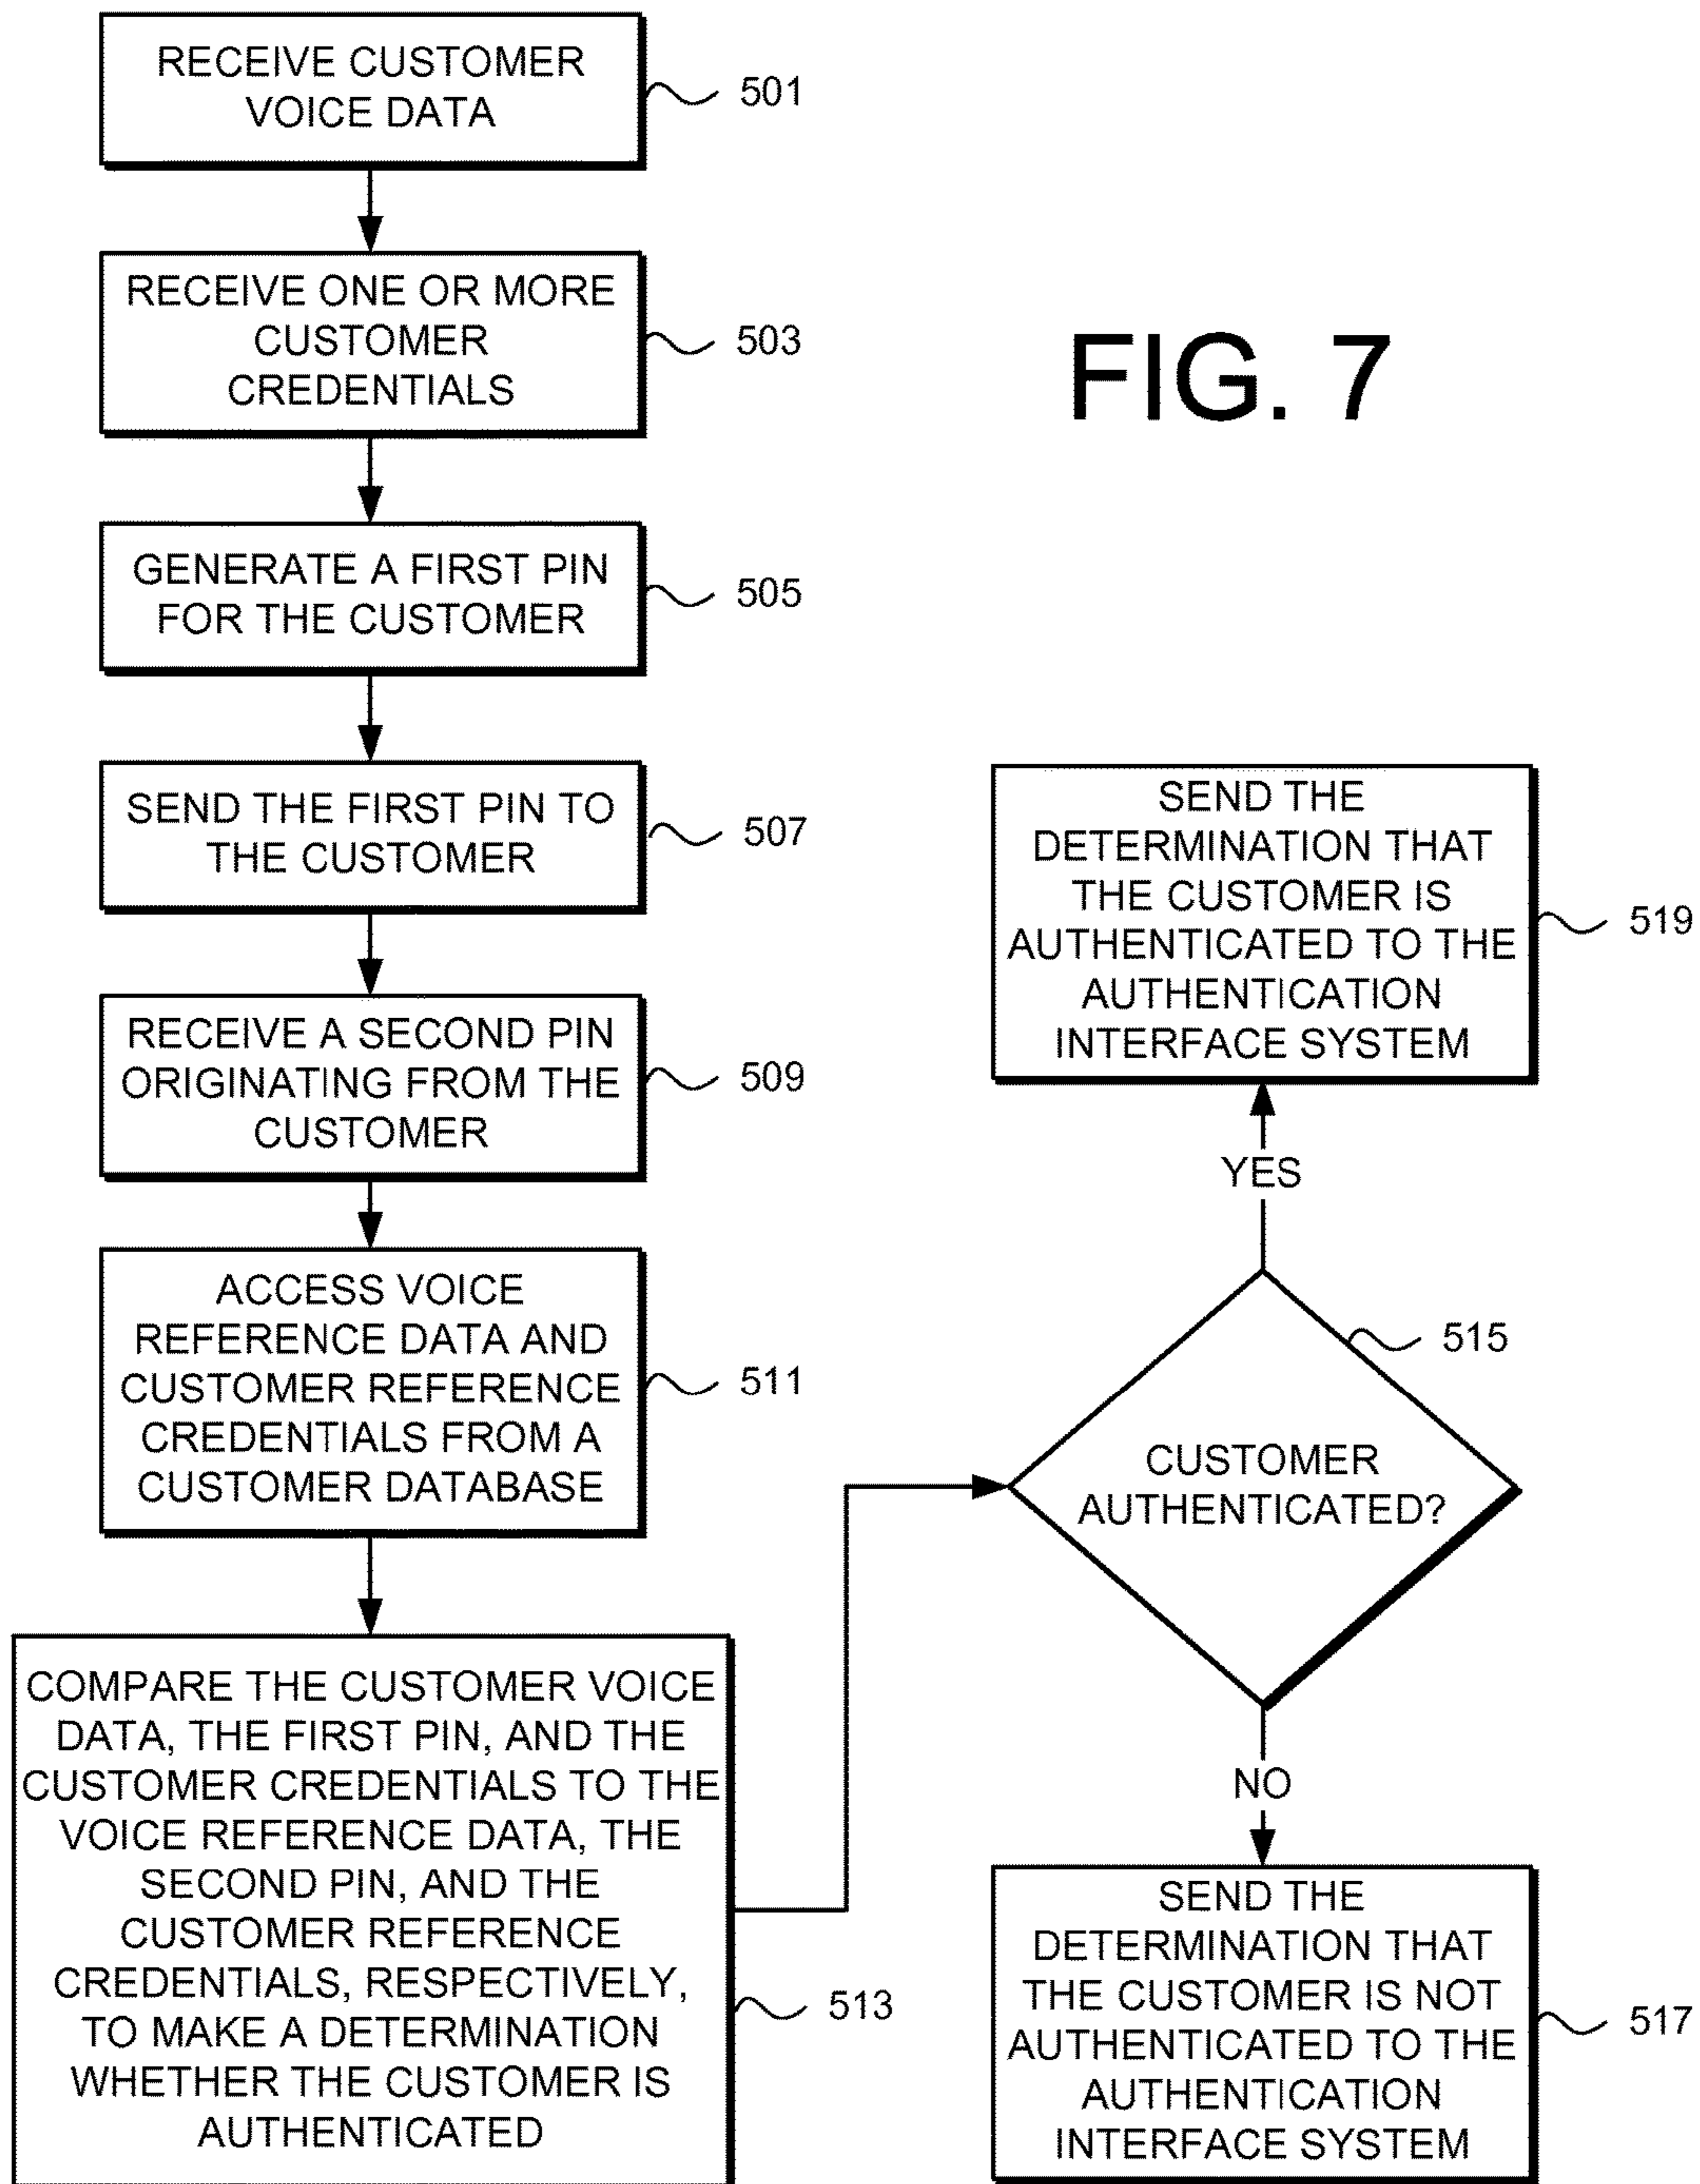 RECEIVE CUSTOMER
VOICE DATA
501
RECEIVE ONE OR MORE
CUSTOMER
CREDENTIALS
503
FIG. 7
GENERATE A FIRST PIN
FOR THE CUSTOMER
505
SEND THE FIRST PIN TO
THE CUSTOMER
507
RECEIVE A SECOND PIN
ORIGINATING FROM THE
CUSTOMER
509
ACCESS VOICE
REFERENCE DATA AND
CUSTOMER REFERENCE
CREDENTIALS FROM A
CUSTOMER DATABASE
511
COMPARE THE CUSTOMER VOICE
DATA, THE FIRST PIN, AND THE
CUSTOMER CREDENTIALS TO THE
VOICE REFERENCE DATA, THE
SECOND PIN, AND THE
CUSTOMER REFERENCE
CREDENTIALS, RESPECTIVELY,
TO MAKE A DETERMINATION
WHETHER THE CUSTOMER IS
AUTHENTICATED
513
CUSTOMER
AUTHENTICATED?
515
YES
SEND THE
DETERMINATION THAT
THE CUSTOMER IS
AUTHENTICATED TO THE
AUTHENTICATION
INTERFACE SYSTEM
519
NO
SEND THE
DETERMINATION THAT
THE CUSTOMER IS NOT
AUTHENTICATED TO THE
AUTHENTICATION
INTERFACE SYSTEM
517